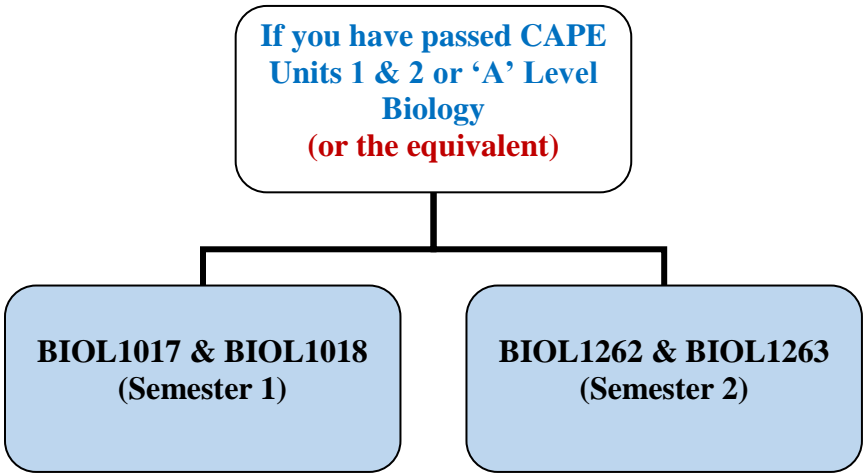 If you have passed CAPE
Units 1 & 2 or ‘A’ Level
Biology
(or the equivalent)
BIOL1017 & BIOL1018
(Semester 1)
BIOL1262 & BIOL1263
(Semester 2)